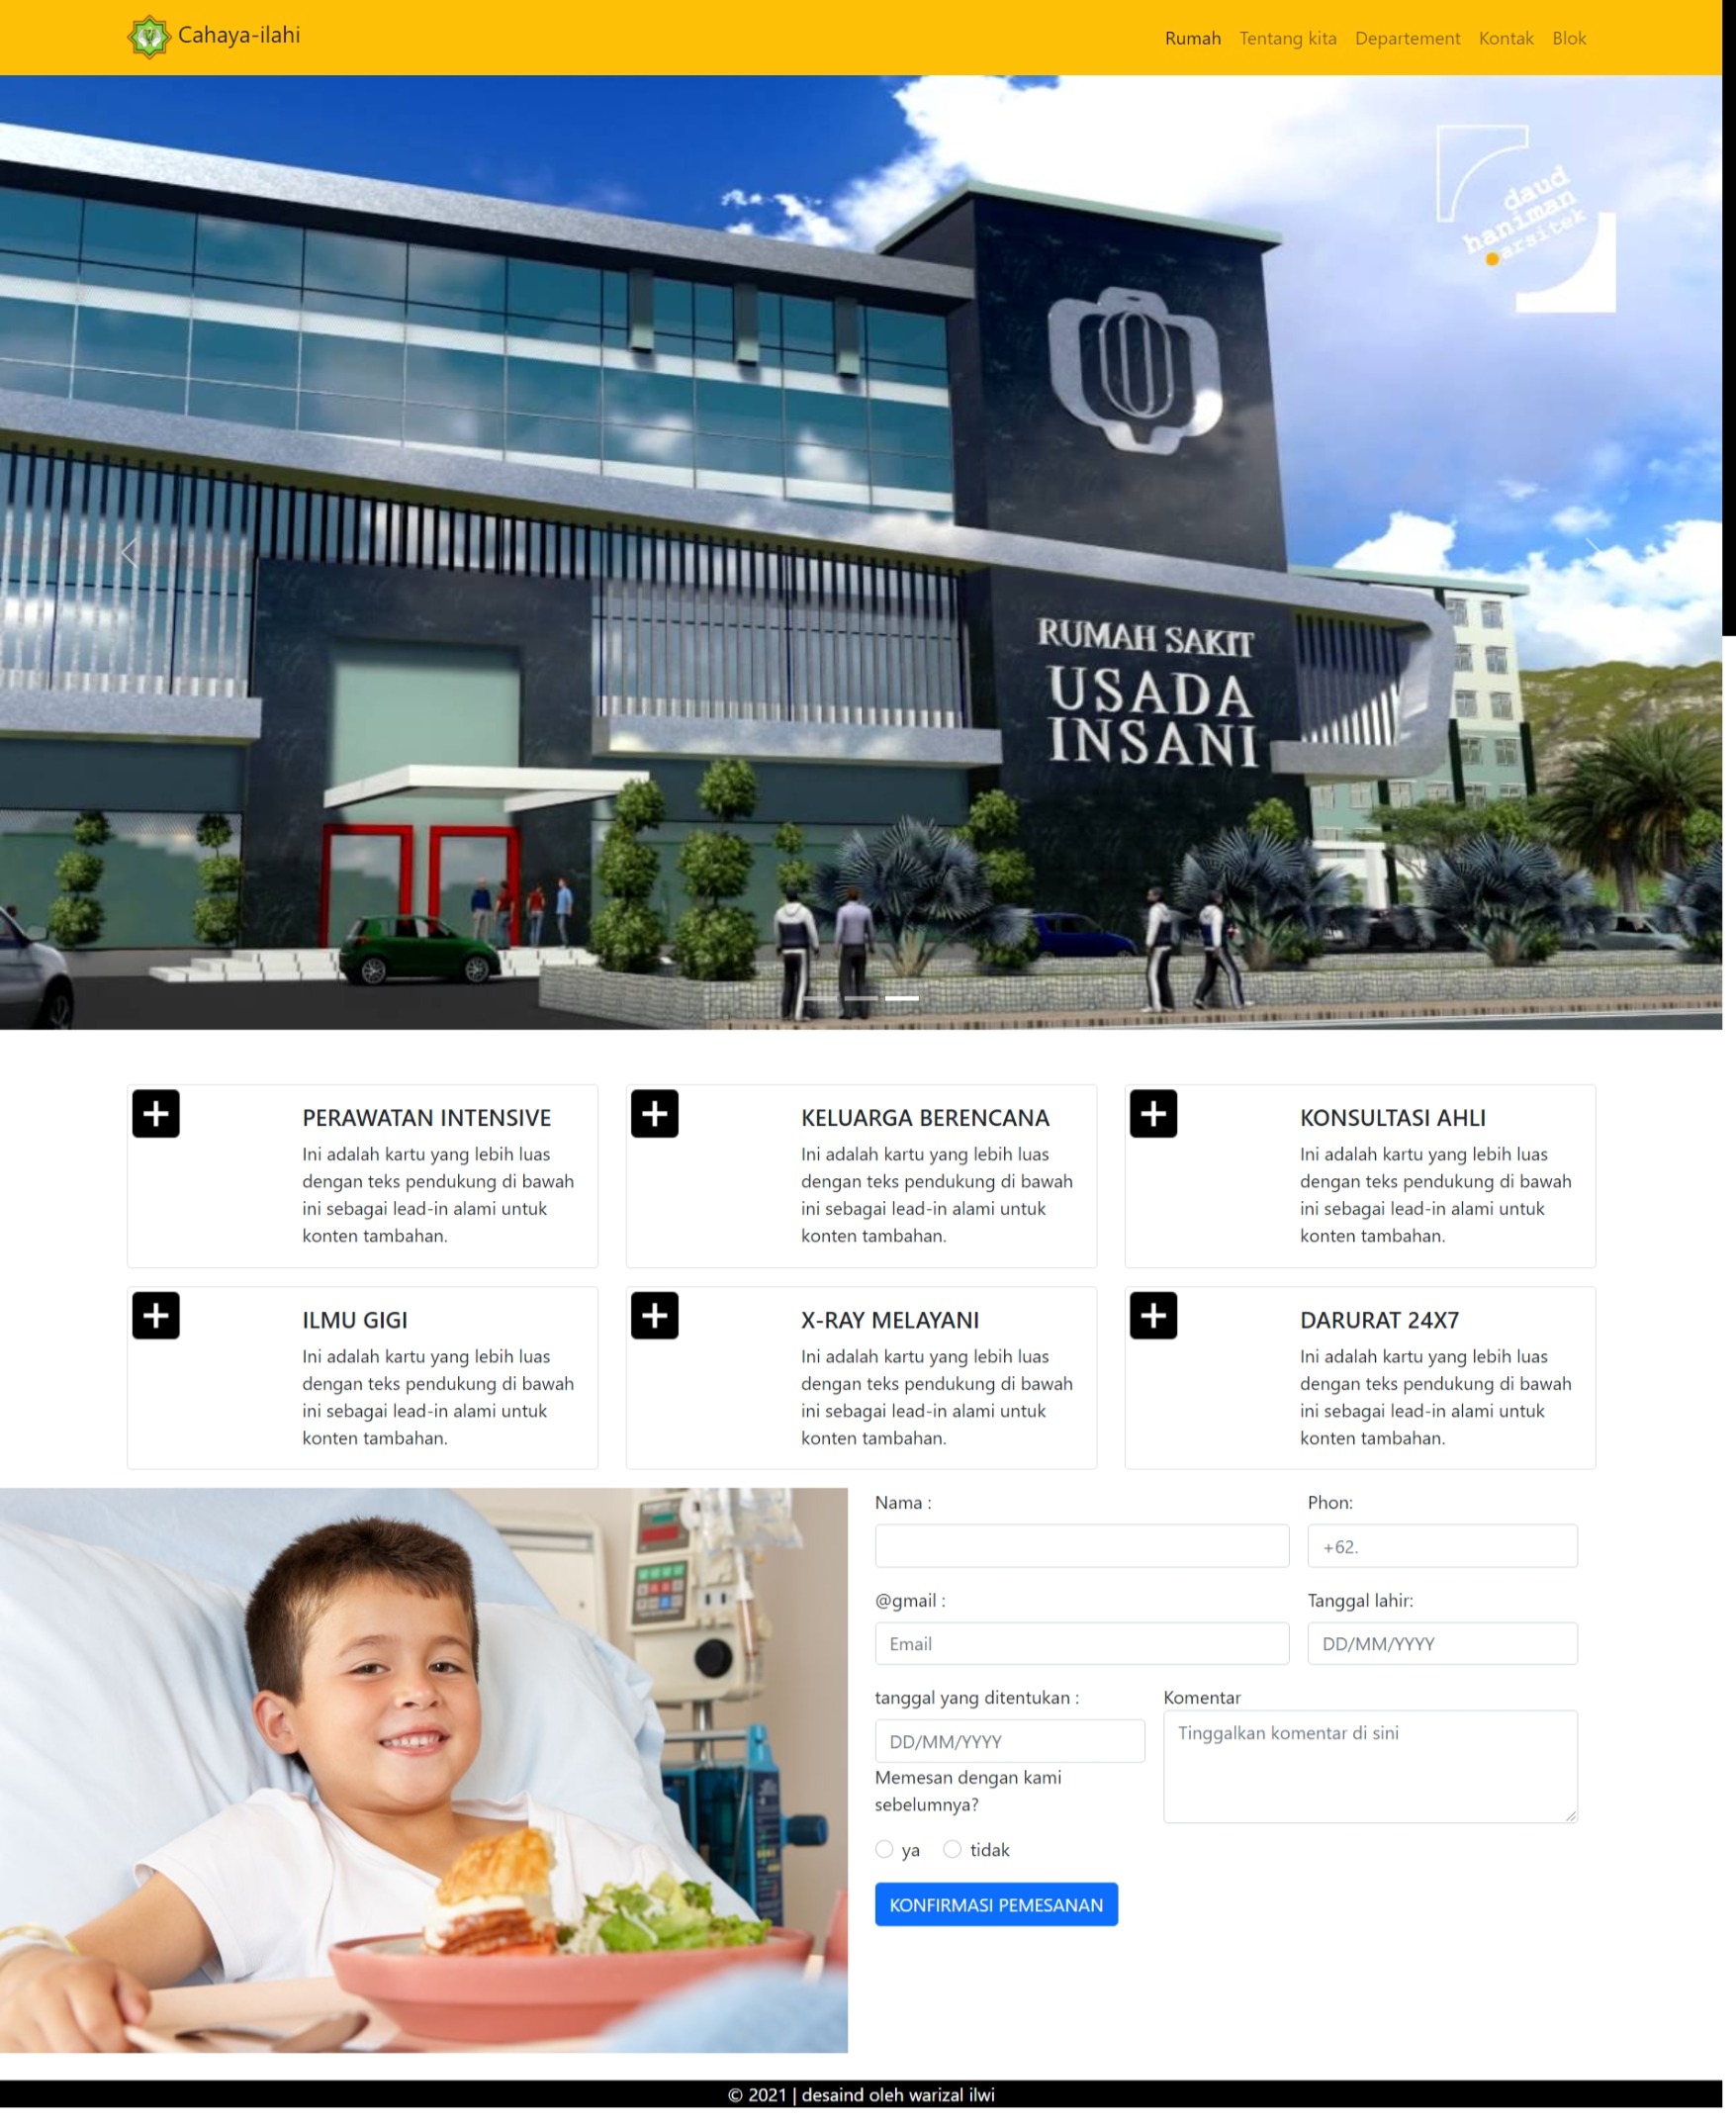 Cahaya-ilahi
Rumah Tentang kita Departement Kontak Blok
daud
haniman
arsitek
RUMAH SAKIT
USADA
INSANI
PERAWATAN INTENSIVE
Ini adalah kartu yang lebih luas
dengan teks pendukung di bawah
ini sebagai lead-in alami untuk
konten tambahan.
KELUARGA BERENCANA
Ini adalah kartu yang lebih luas
dengan teks pendukung di bawah
ini sebagai lead-in alami untuk
konten tambahan.
KONSULTASI AHLI
Ini adalah kartu yang lebih luas
dengan teks pendukung di bawah
ini sebagai lead-in alami untuk
konten tambahan.
ILMU GIGI
Ini adalah kartu yang lebih luas
dengan teks pendukung di bawah
ini sebagai lead-in alami untuk
konten tambahan.
X-RAY MELAYANI
Ini adalah kartu yang lebih luas
dengan teks pendukung di bawah
ini sebagai lead-in alami untuk
konten tambahan.
DARURAT 24X7
Ini adalah kartu yang lebih luas
dengan teks pendukung di bawah
ini sebagai lead-in alami untuk
konten tambahan.
Nama :
Phon:
+62.
@gmail :
Email
Tanggal lahir:
DD/MM/YYYY
tanggal yang ditentukan :
DD/MM/YYYY
Komentar
Tinggalkan komentar di sini
Memesan dengan kami
sebelumnya?
ya tidak
KONFIRMASI PEMESANAN
© 2021 | desaind oleh warizal ilwi